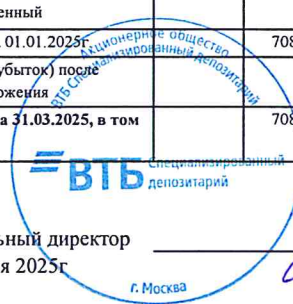 енный
01.01.2025г
708
убыток) после
ожения
а 31.03.2025, в том
708
Акционерное общество
ВТБ Специализированный депозитарий
ВТБ Специализированный
депозитарий
ьный директор
я 2025г
г. Москва